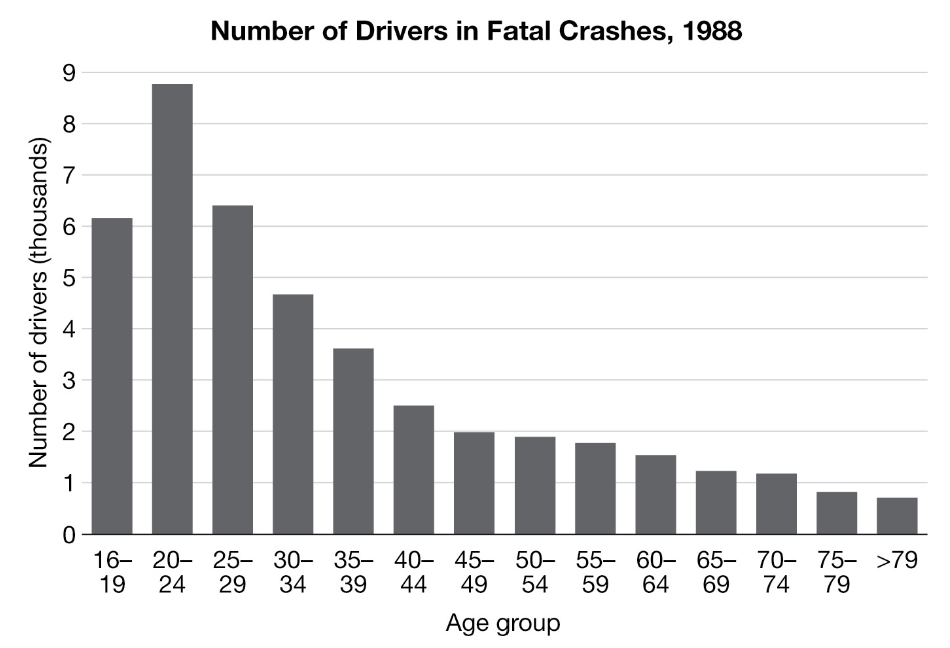 Number of Drivers in Fatal Crashes, 1988
Number of drivers (thousands)
9
8
7
6
5
4
3
2
1
0
16– 20– 25– 30– 35– 40– 45– 50– 55– 60– 65– 70– 75– >79
19 24 29 34 39 44 49 54 59 64 69 74 79
Age group